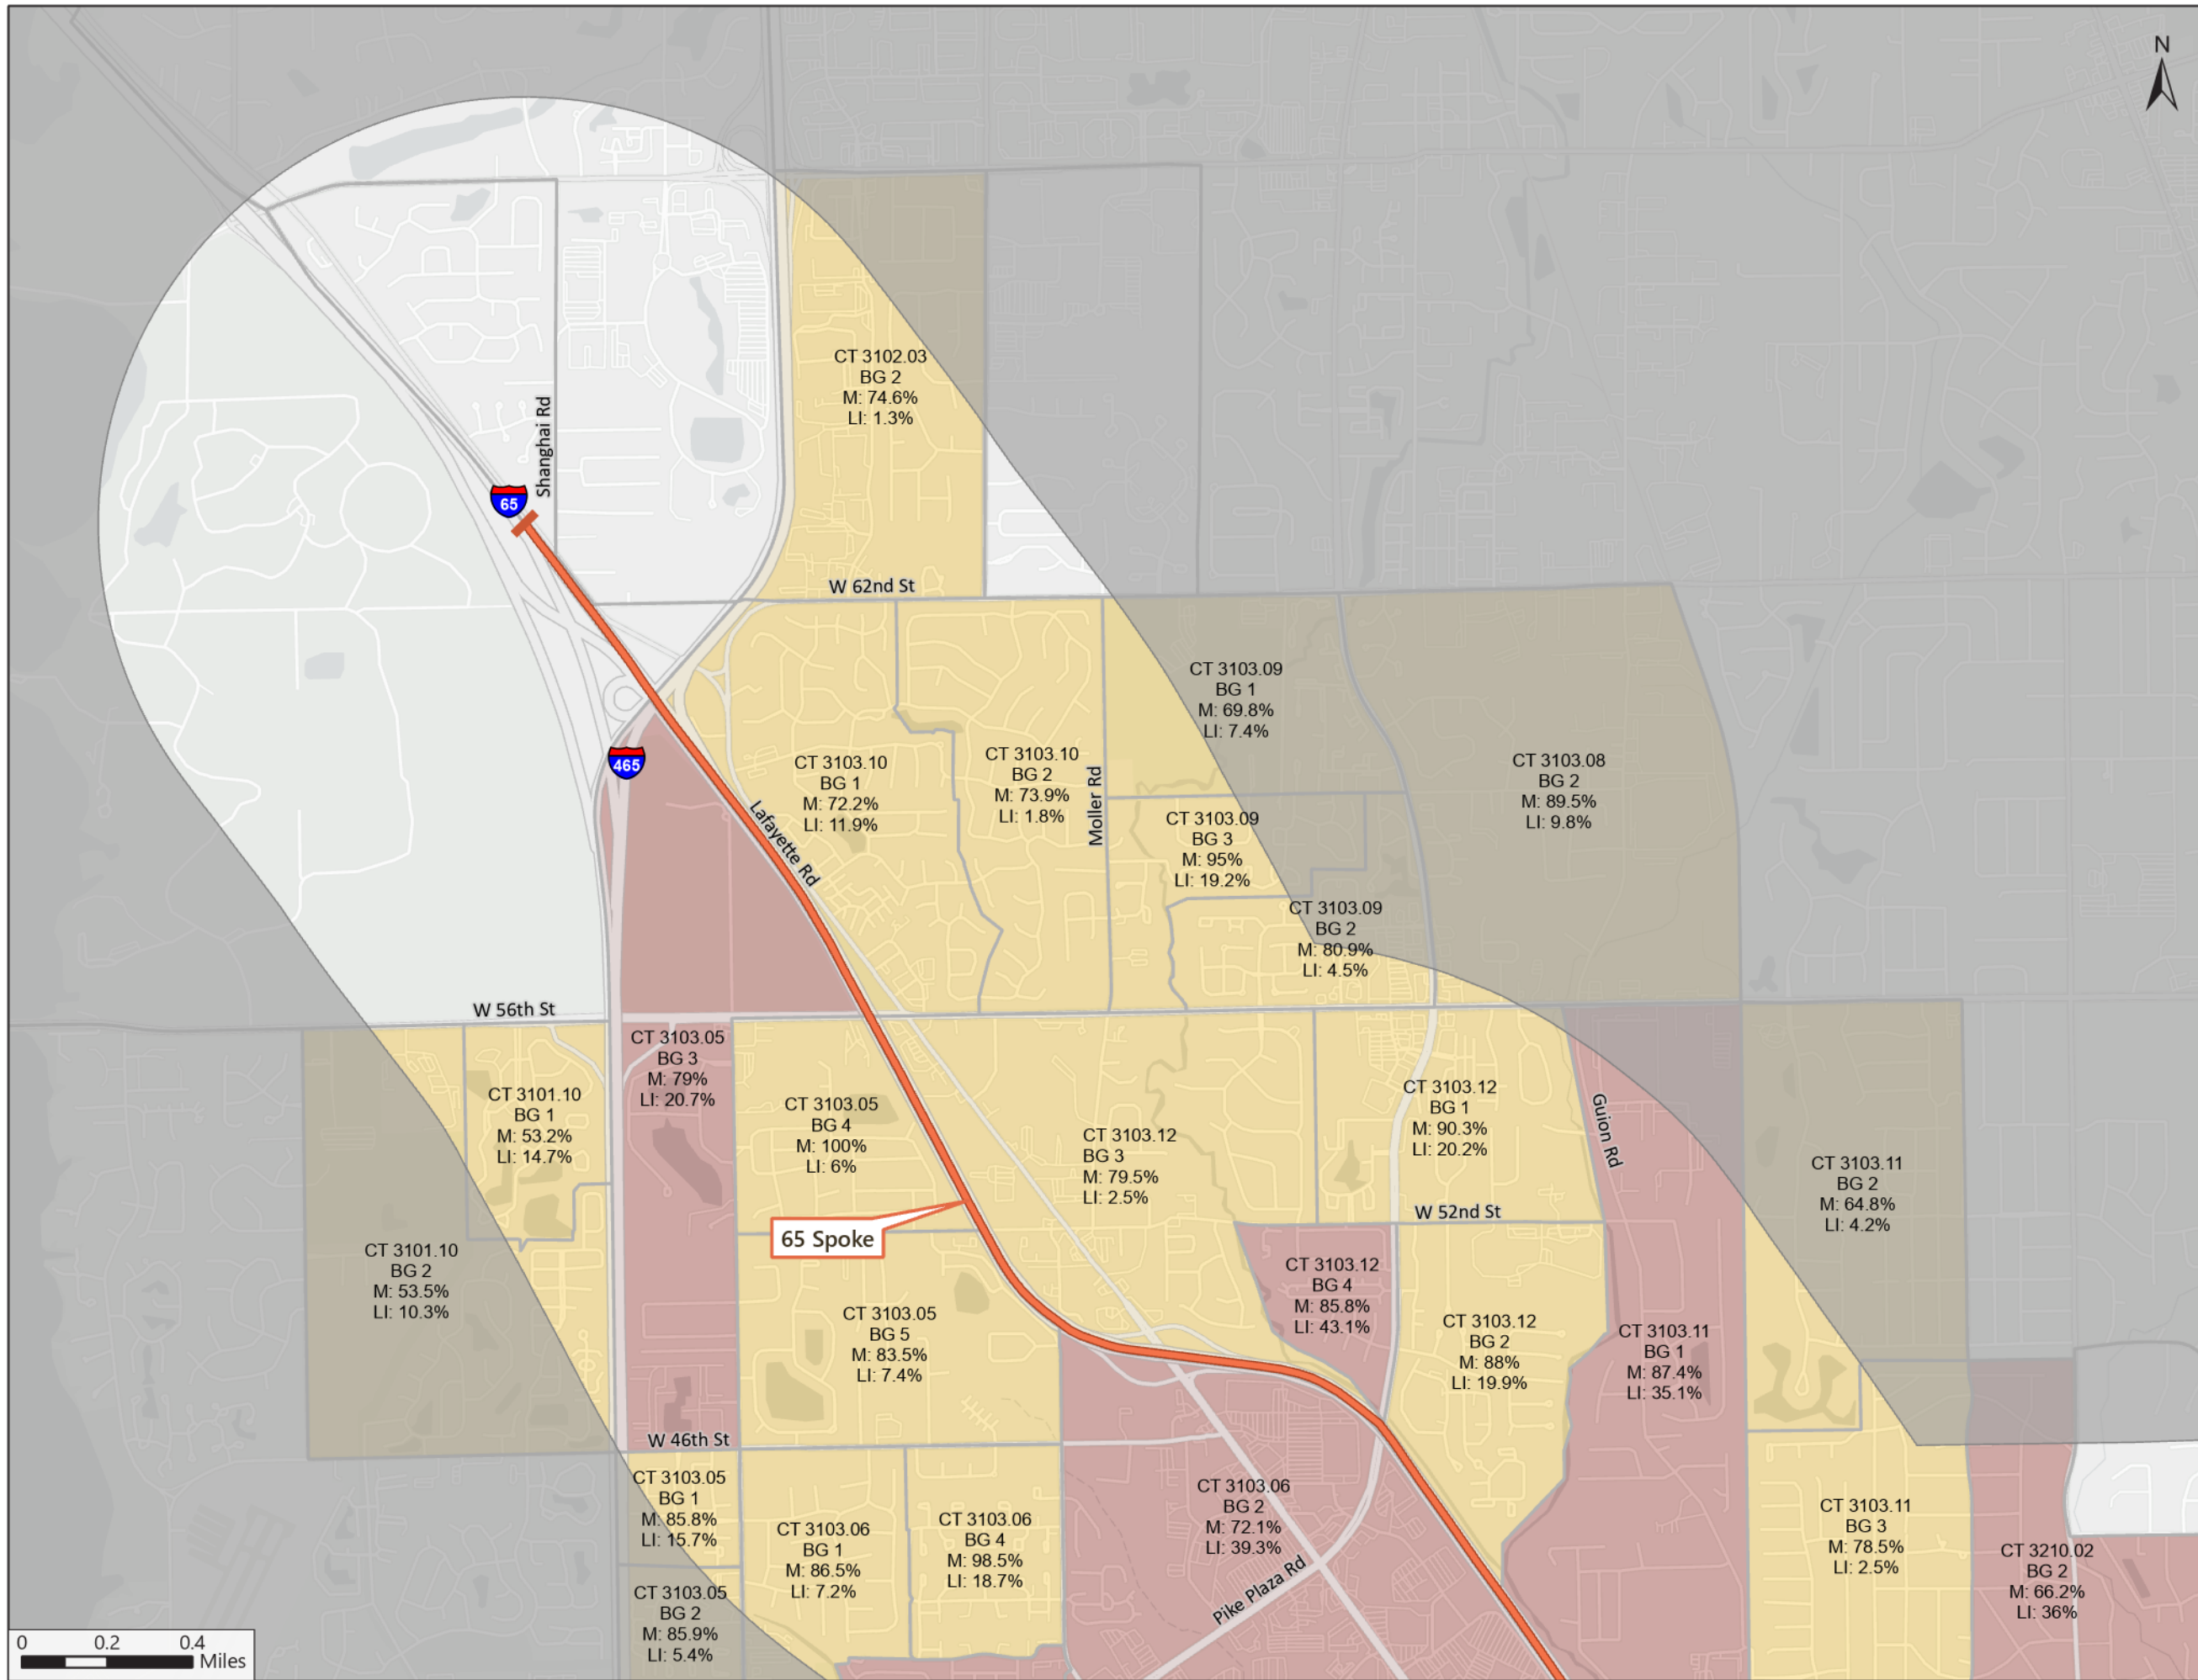 N
CT 3102.03
BG 2
M: 74.6%
LI: 1.3%
Shanghai Rd
65
W 62nd St
CT 3103.09
BG 1
M: 69.8%
LI: 7.4%
465
CT 3103.10
BG 1
M: 72.2%
LI: 11.9%
CT 3103.10
BG 2
M: 73.9%
LI: 1.8%
Moller Rd
CT 3103.08
BG 2
M: 89.5%
LI: 9.8%
Lafayette Rd
CT 3103.09
BG 3
M: 95%
LI: 19.2%
CT 3103.09
BG 2
M: 80.9%
LI: 4.5%
W 56th St
CT 3103.05
BG 3
M: 79%
LI: 20.7%
CT 3101.10
BG 1
M: 53.2%
LI: 14.7%
CT 3103.05
BG 4
M: 100%
LI: 6%
CT 3103.12
BG 3
M: 79.5%
LI: 2.5%
CT 3103.12
BG 1
M: 90.3%
LI: 20.2%
Guion Rd
CT 3103.11
BG 2
M: 64.8%
LI: 4.2%
W 52nd St
65 Spoke
CT 3101.10
BG 2
M: 53.5%
LI: 10.3%
CT 3103.12
BG 4
M: 85.8%
LI: 43.1%
CT 3103.05
BG 5
M: 83.5%
LI: 7.4%
CT 3103.12
BG 2
M: 88%
LI: 19.9%
CT 3103.11
BG 1
M: 87.4%
LI: 35.1%
W 46th St
CT 3103.05
BG 1
M: 85.8%
LI: 15.7%
CT 3103.06
BG 1
M: 86.5%
LI: 7.2%
CT 3103.06
BG 4
M: 98.5%
LI: 18.7%
CT 3103.06
BG 2
M: 72.1%
LI: 39.3%
Pike Plaza Rd
CT 3103.11
BG 3
M: 78.5%
LI: 2.5%
CT 3210.02
BG 2
M: 66.2%
LI: 36%
CT 3103.05
BG 2
M: 85.9%
LI: 5.4%
0 0.2 0.4
Miles